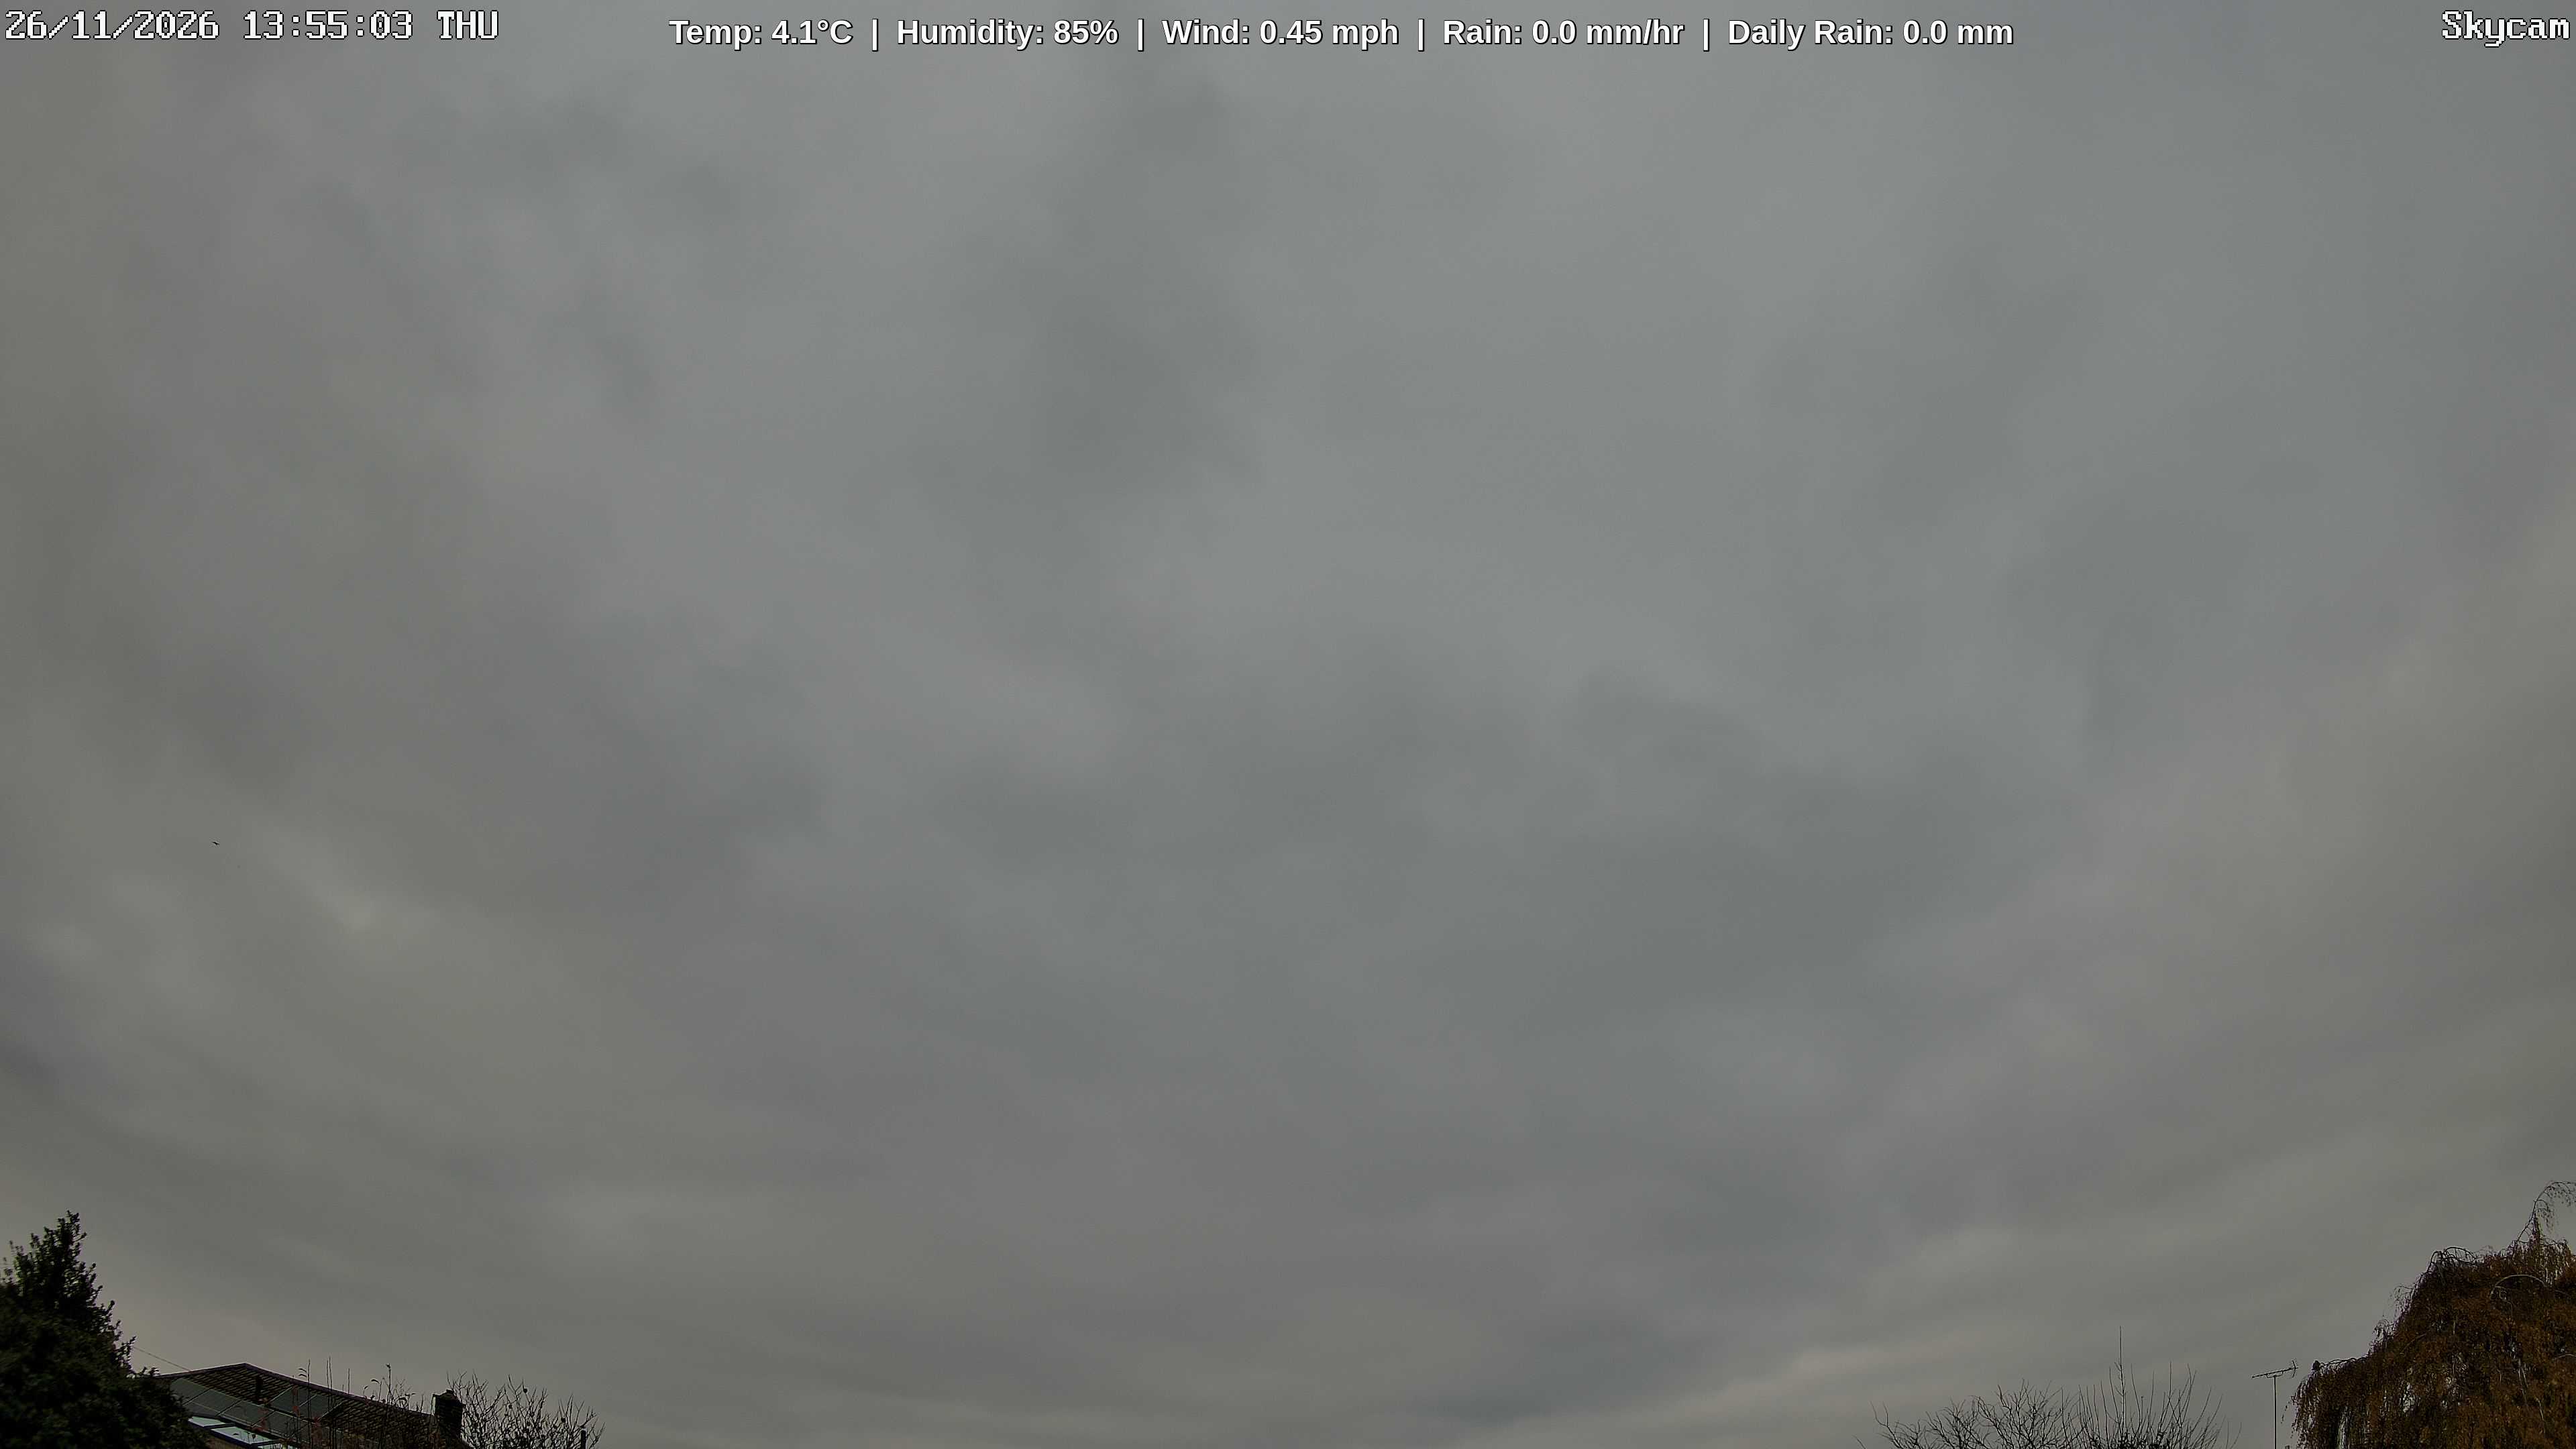 26/11/2026 13:55:03 THU
Temp: 4.1°C | Humidity: 85% | Wind: 0.45 mph | Rain: 0.0 mm/hr | Daily Rain: 0.0 mm
Skycam